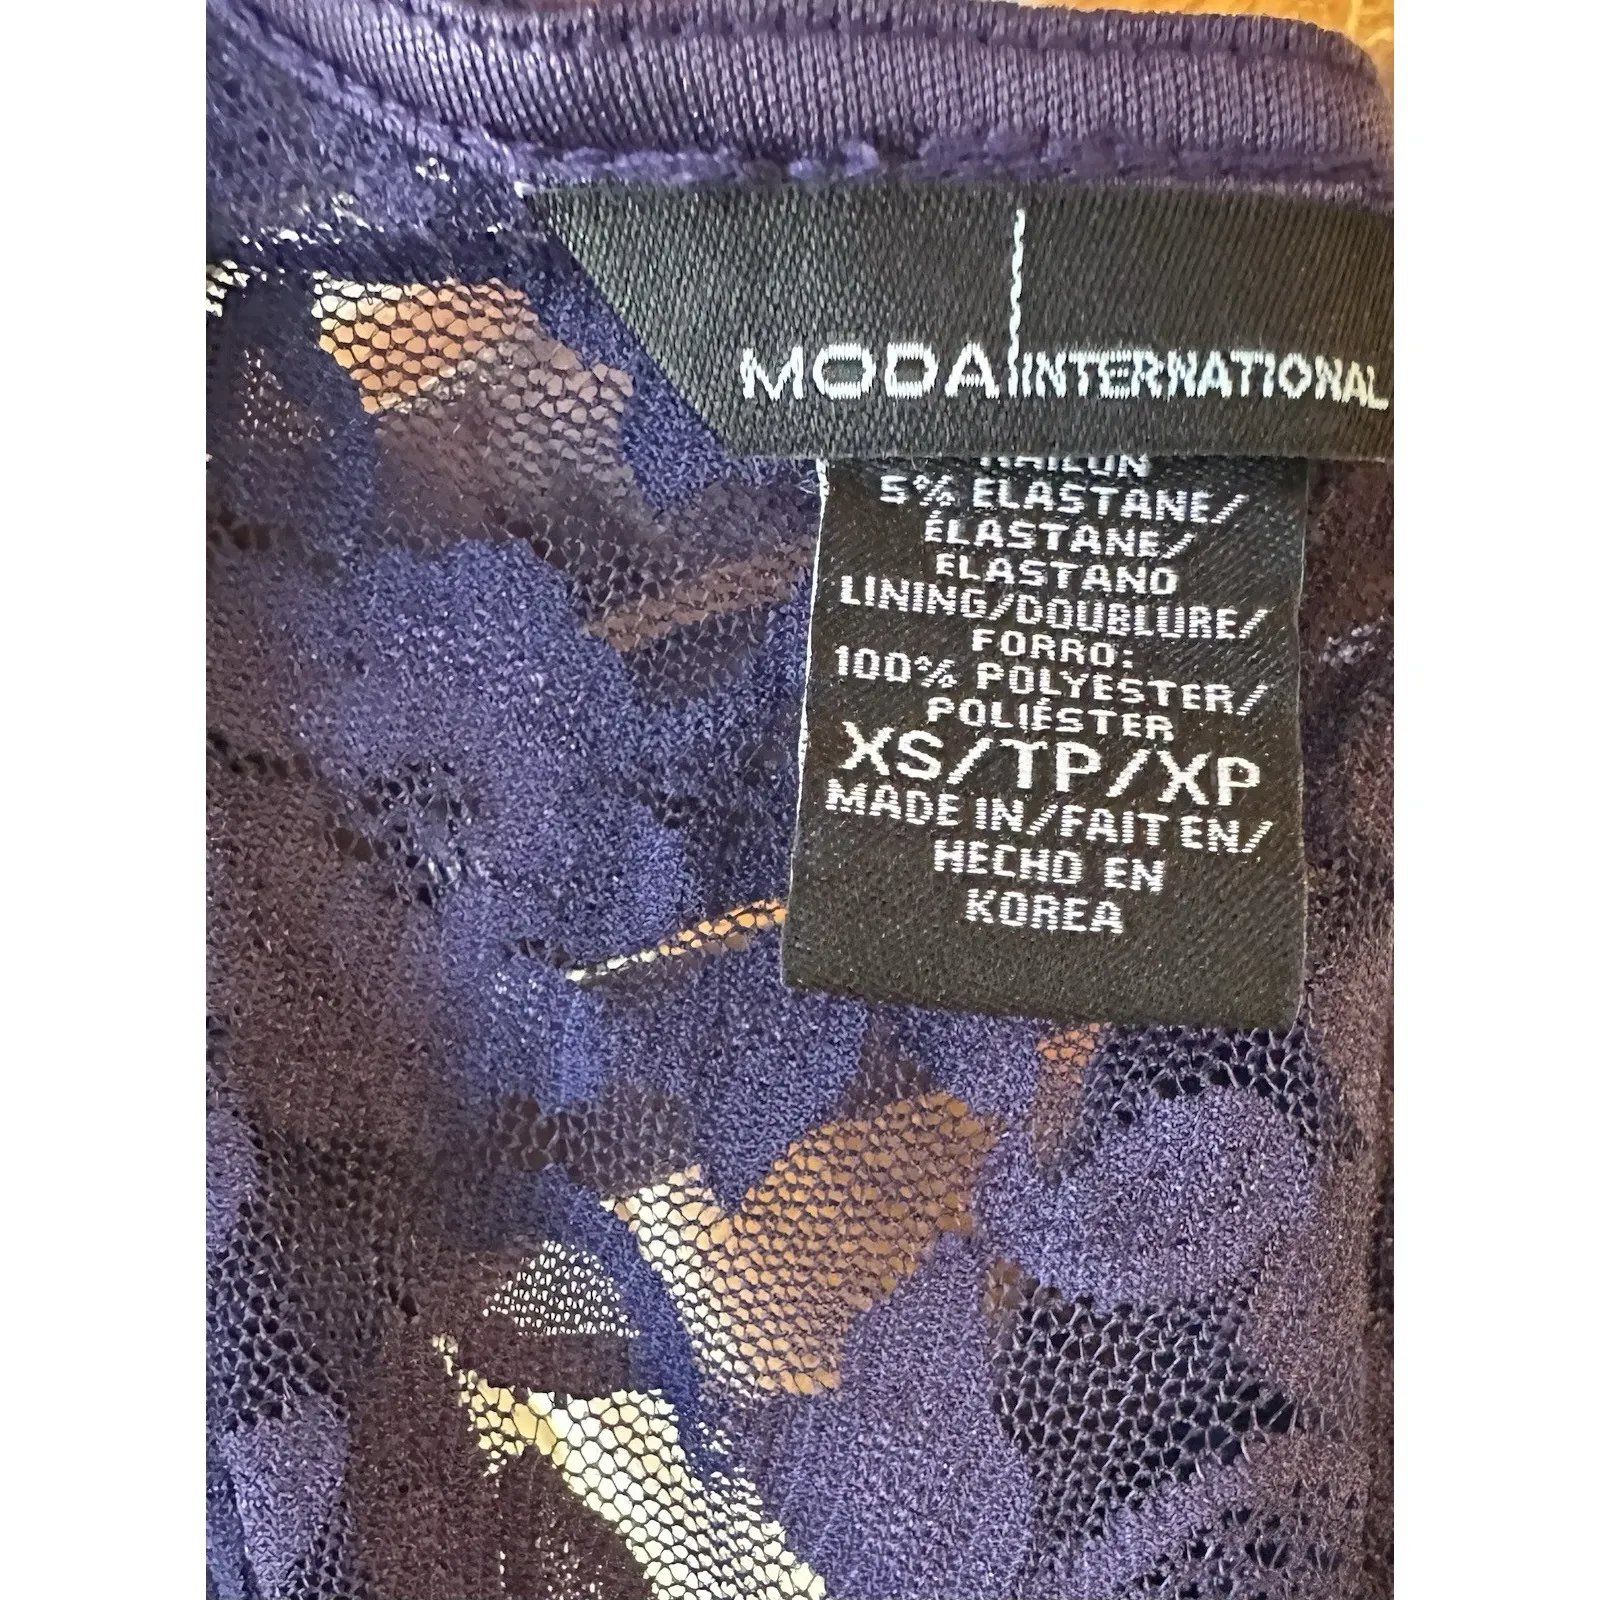 MODA INTERNATIONAL
5% ELASTANE/
ÉLASTANE/
ELASTANO
LINING/DOUBLURE/
FORRO:
100% POLYESTER/
POLIÉSTER
XS/TP/XP
MADE IN/FAIT EN/
HECHO EN
KOREA